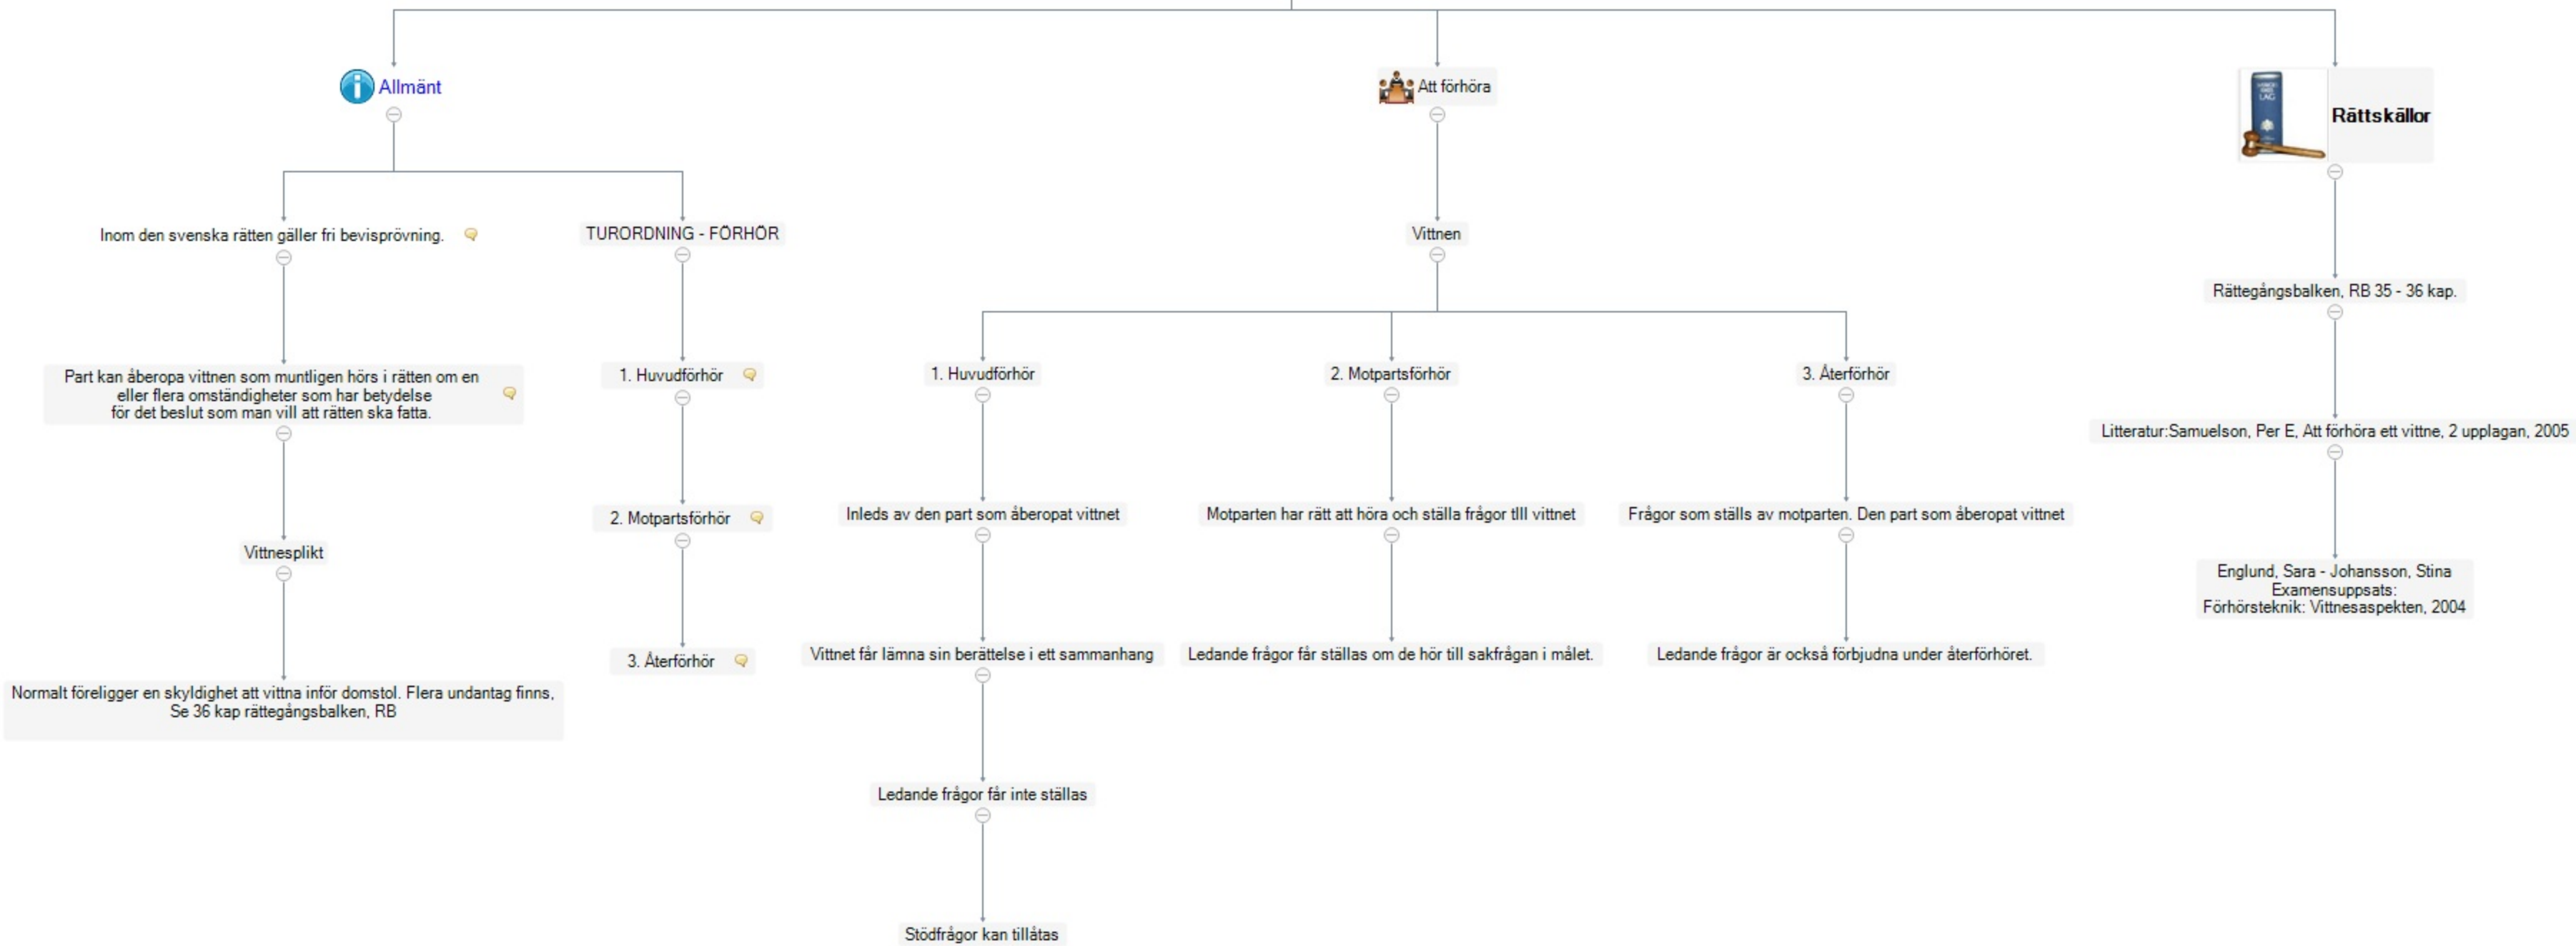 Allmänt
Inom den svenska rätten gäller fri bevisprövning.
Part kan åberopa vittnen som muntligen hörs i rätten om en
eller flera omständigheter som har betydelse
för det beslut som man vill att rätten ska fatta.
Vittnesplikt
Normalt föreligger en skyldighet att vittna inför domstol. Flera undantag finns,
Se 36 kap rättegångsbalken, RB
TURORDNING - FÖRHÖR
1. Huvudförhör
2. Motpartsförhör
3. Återförhör
Att förhöra
Vittnen
1. Huvudförhör
Inleds av den part som åberopat vittnet
Vittnet får lämna sin berättelse i ett sammanhang
Ledande frågor får inte ställas
Stödfrågor kan tillåtas
2. Motpartsförhör
Motparten har rätt att höra och ställa frågor tlll vittnet
Ledande frågor får ställas om de hör till sakfrågan i målet.
3. Återförhör
Frågor som ställs av motparten. Den part som åberopat vittnet
Ledande frågor är också förbjudna under återförhöret.
LAG
Rättskällor
Rättegångsbalken, RB 35 - 36 kap.
Litteratur:Samuelson, Per E, Att förhöra ett vittne, 2 upplagan, 2005
Englund, Sara - Johansson, Stina
Examensuppsats:
Förhörsteknik: Vittnesaspekten, 2004